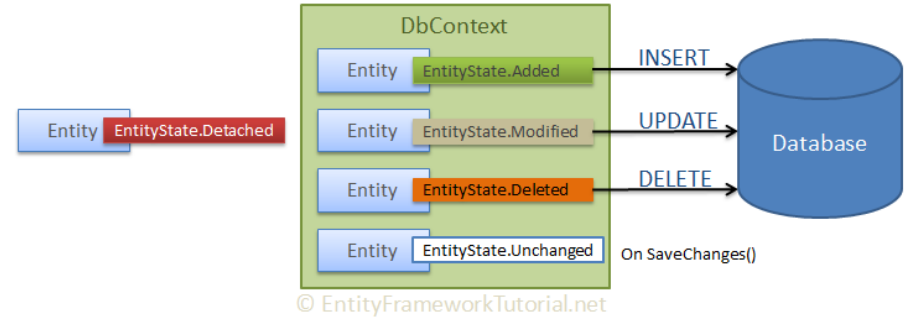 DbContext
Entity EntityState.Added INSERT
Entity EntityState.Detached
Entity EntityState.Modified UPDATE
Database
Entity EntityState.Deleted DELETE
Entity EntityState.Unchanged On SaveChanges()
© EntityFrameworkTutorial.net